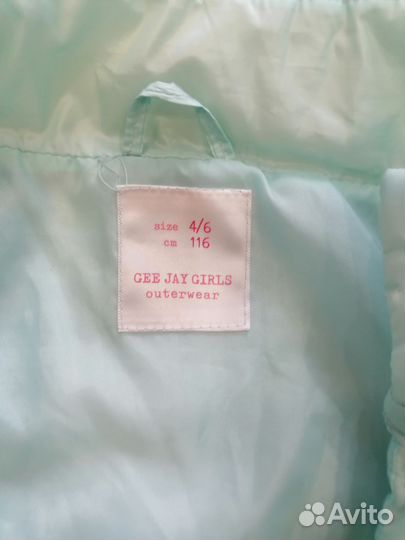 size 4/6
cm 116
GEE JAY GIRLS
outerwear
Avito